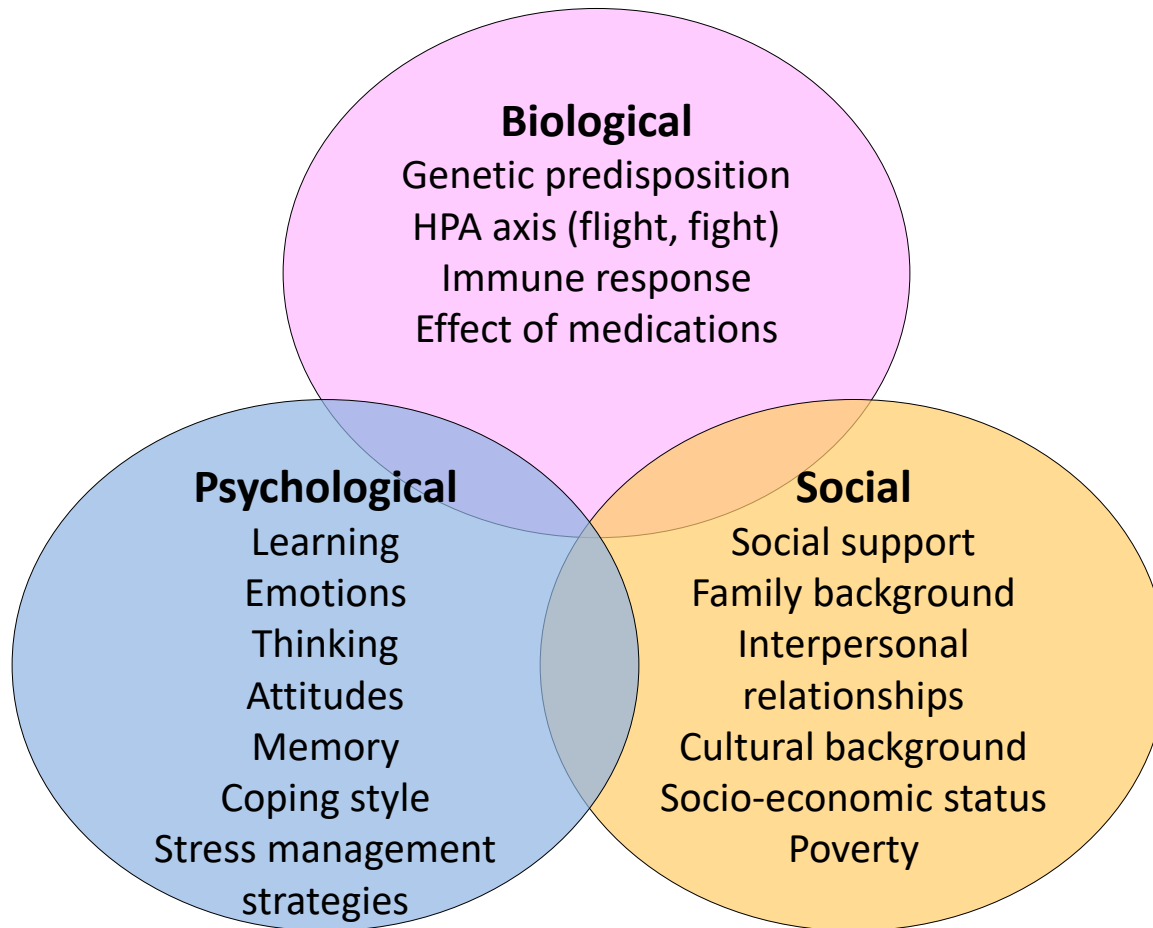 Biological
Genetic predisposition
HPA axis (flight, fight)
Immune response
Effect of medications
Psychological
Learning
Emotions
Thinking
Attitudes
Memory
Coping style
Stress management
strategies
Social
Social support
Family background
Interpersonal
relationships
Cultural background
Socio-economic status
Poverty